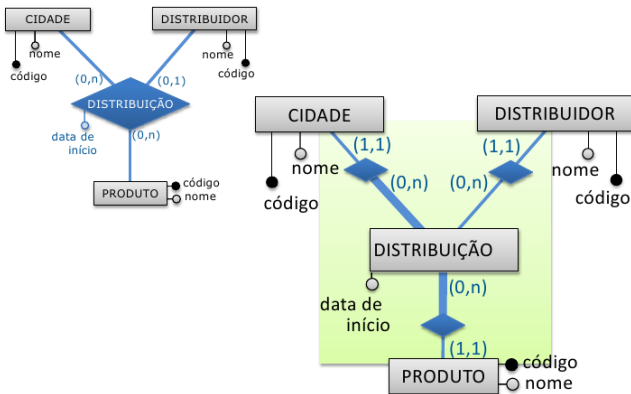 CIDADE
DISTRIBUIDOR
nome
código
nome
código
(0,n)
(0,1)
DISTRIBUIÇÃO
(0,n)
data de
início
PRODUTO
código
nome
CIDADE
DISTRIBUIDOR
(1,1)
(1,1)
nome
código
nome
código
(0,n)
(0,n)
DISTRIBUIÇÃO
(0,n)
data de
início
(1,1)
PRODUTO
código
nome